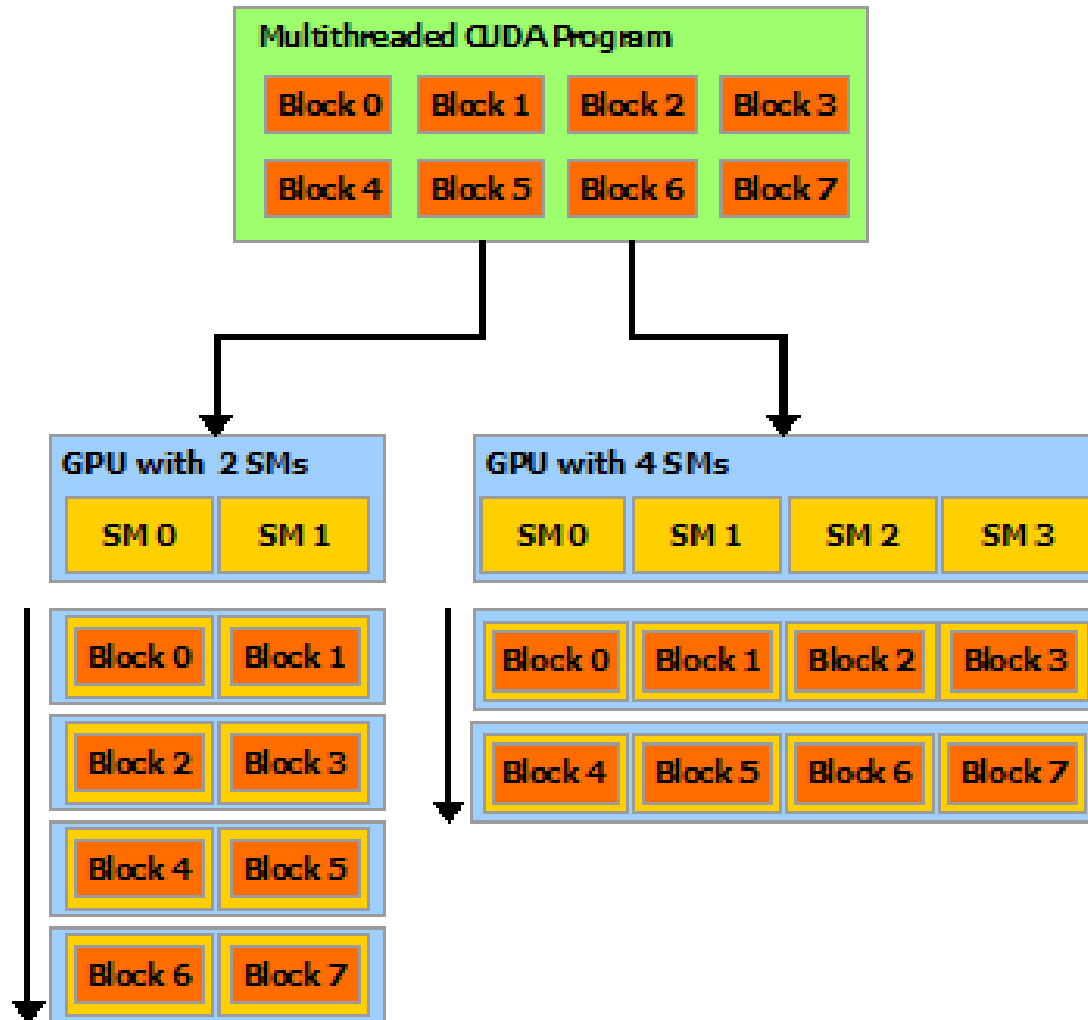 Multithreaded CUDA Program
Block 0 Block 1 Block 2 Block 3
Block 4 Block 5 Block 6 Block 7
GPU with 2 SMs
SM 0 SM 1
Block 0 Block 1
Block 2 Block 3
Block 4 Block 5
Block 6 Block 7
GPU with 4 SMs
SM 0 SM 1 SM 2 SM 3
Block 0 Block 1 Block 2 Block 3
Block 4 Block 5 Block 6 Block 7